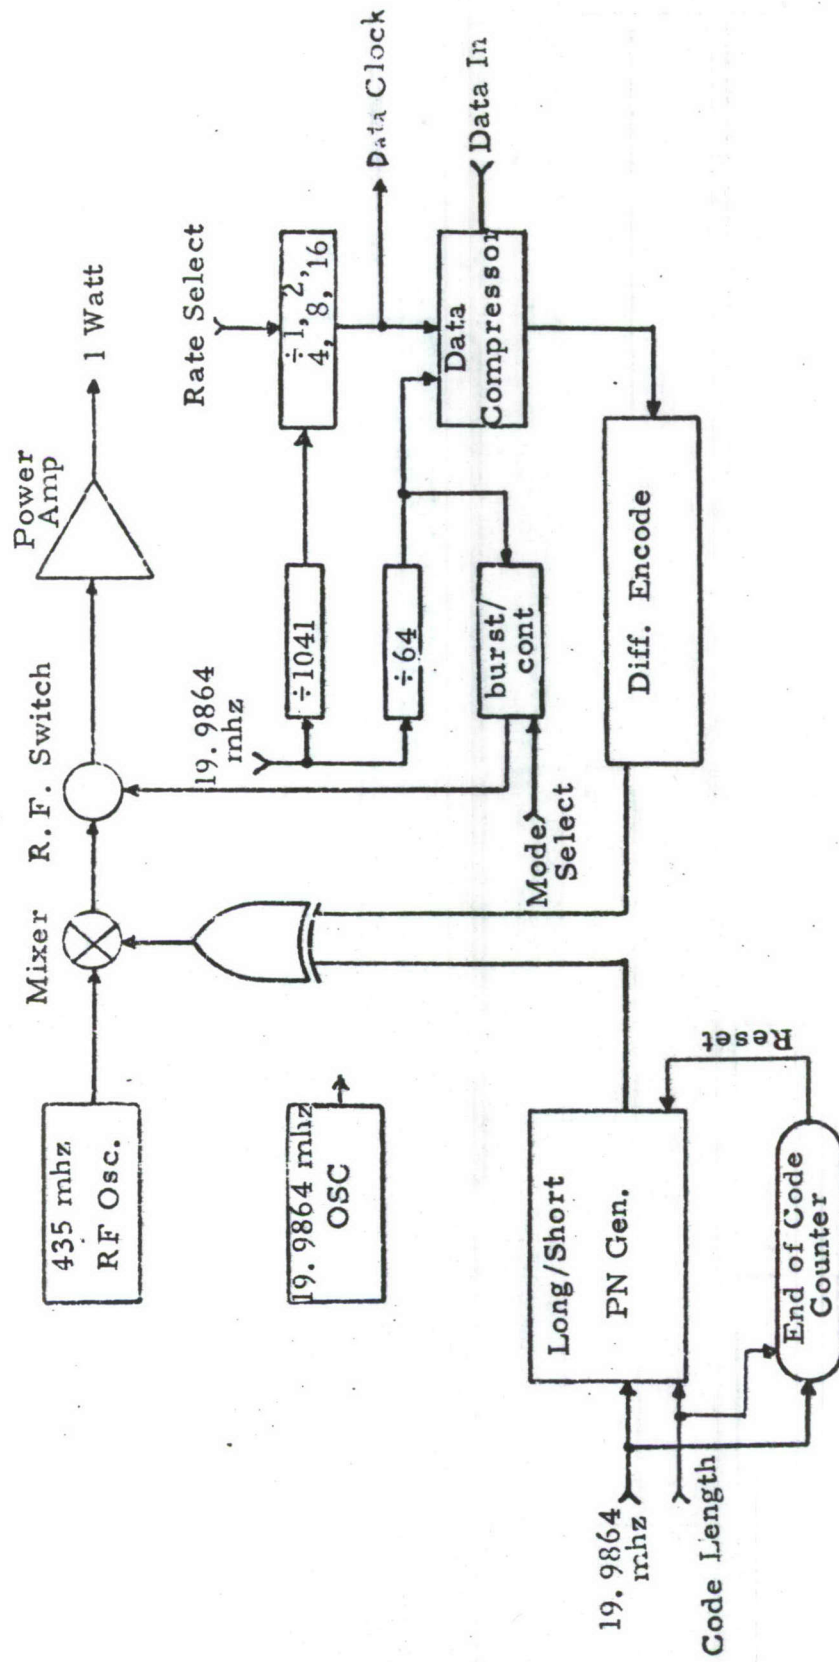 Mixer
R. F. Switch
Power
Amp
1 Watt
435 mhz
RF Osc.
19. 9864 mhz
OSC
19. 9864
mhz
Rate Select
÷1041
÷1, 2,
4, 8, 16
Data Clock
÷64
Data
Compressor
Data In
burst/
cont
Mode
Select
Diff. Encode
Long/Short
PN Gen.
19. 9864
mhz
Code Length
Reset
End of Code
Counter